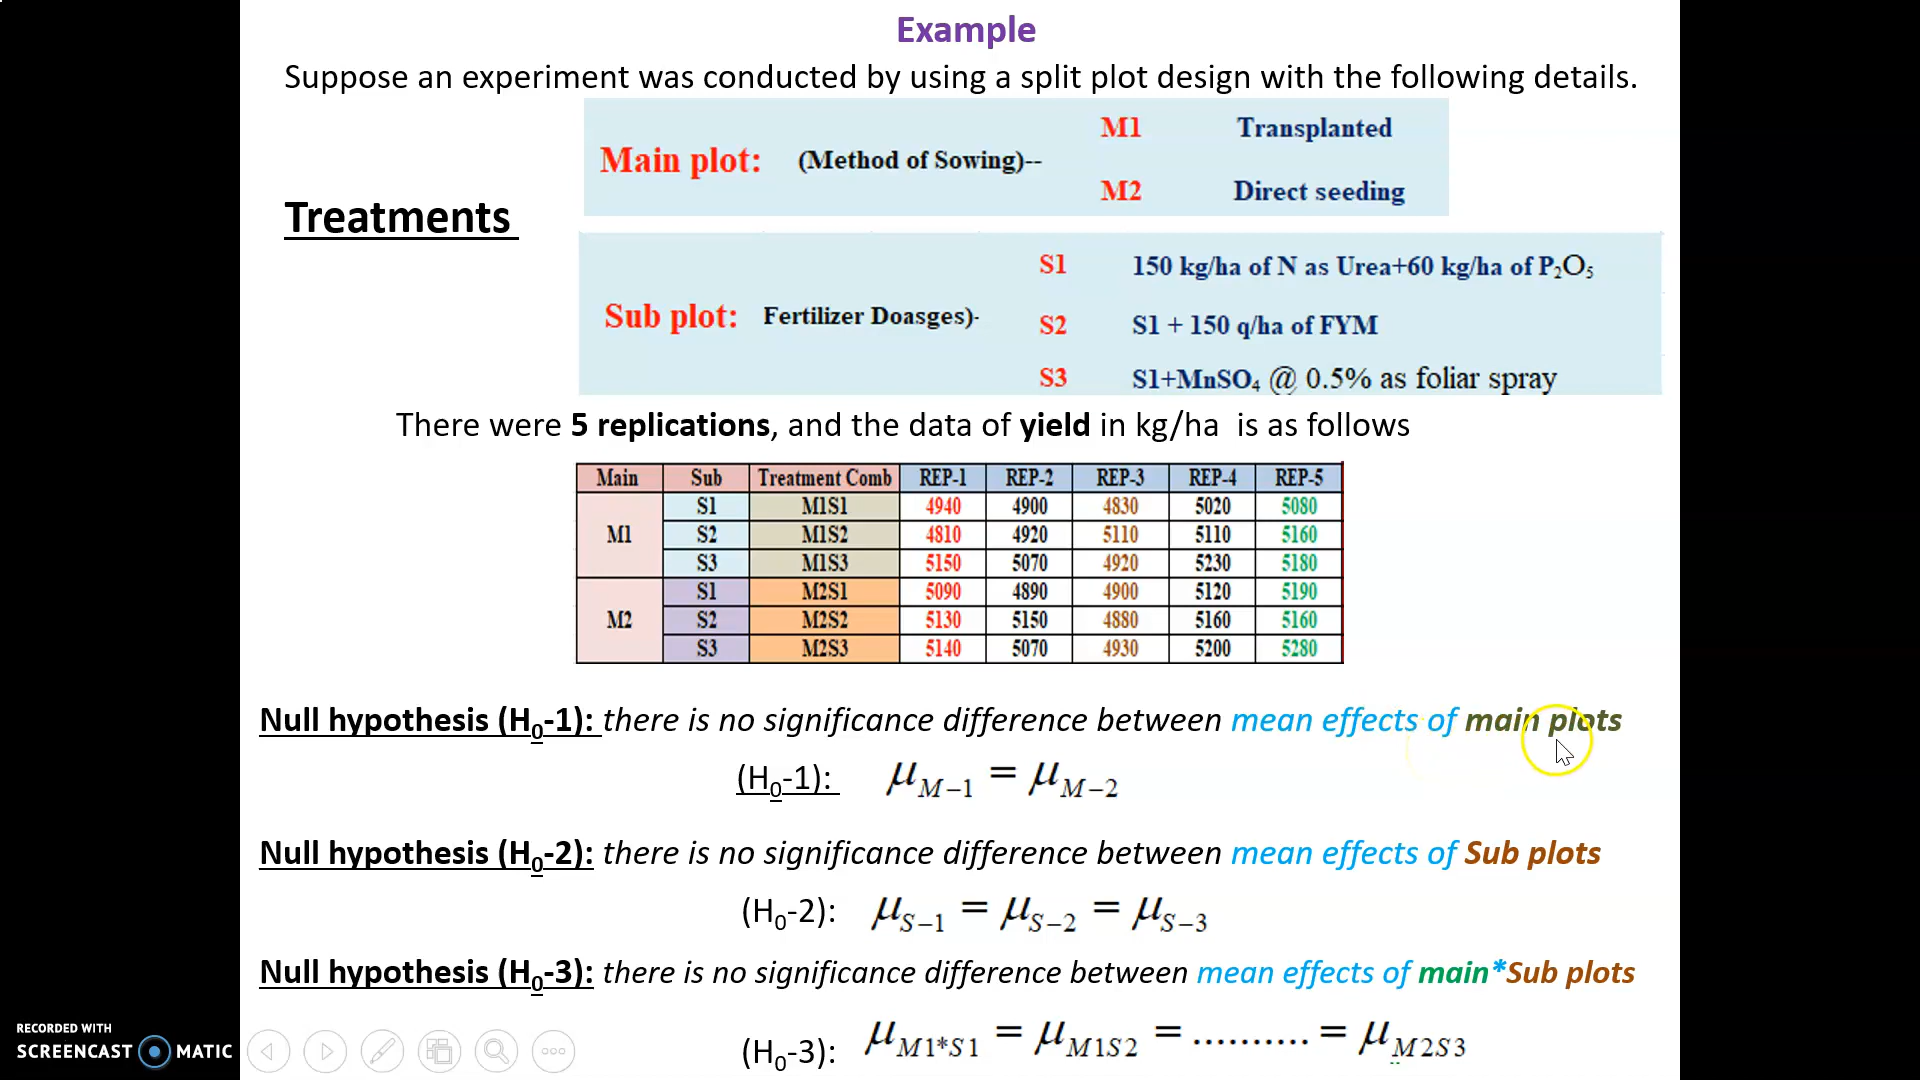 Example
Suppose an experiment was conducted by using a split plot design with the following details.
Treatments
Main plot: (Method of Sowing)--
M1 Transplanted
M2 Direct seeding
Sub plot: Fertilizer Doasges)-
S1 150 kg/ha of N as Urea+60 kg/ha of P₂O₅
S2 S1 + 150 q/ha of FYM
S3 S1+MnSO₄ @ 0.5% as foliar spray
There were 5 replications, and the data of yield in kg/ha is as follows
Main Sub Treatment Comb REP-1 REP-2 REP-3 REP-4 REP-5
M1 S1 M1S1 4940 4900 4830 5020 5080
S2 M1S2 4810 4920 5110 5110 5160
S3 M1S3 5150 5070 4920 5230 5180
M2 S1 M2S1 5090 4890 4900 5120 5190
S2 M2S2 5130 5150 4880 5160 5160
S3 M2S3 5140 5070 4930 5200 5280
Null hypothesis (H₀-1): there is no significance difference between mean effects of main plots
(H₀-1): μ M−1 = μ M−2
Null hypothesis (H₀-2): there is no significance difference between mean effects of Sub plots
(H₀-2): μ S−1 = μ S−2 = μ S−3
Null hypothesis (H₀-3): there is no significance difference between mean effects of main*Sub plots
(H₀-3): μ M1*S1 = μ M1S2 = .......... = μ M2S3
RECORDED WITH
SCREENCAST MATIC